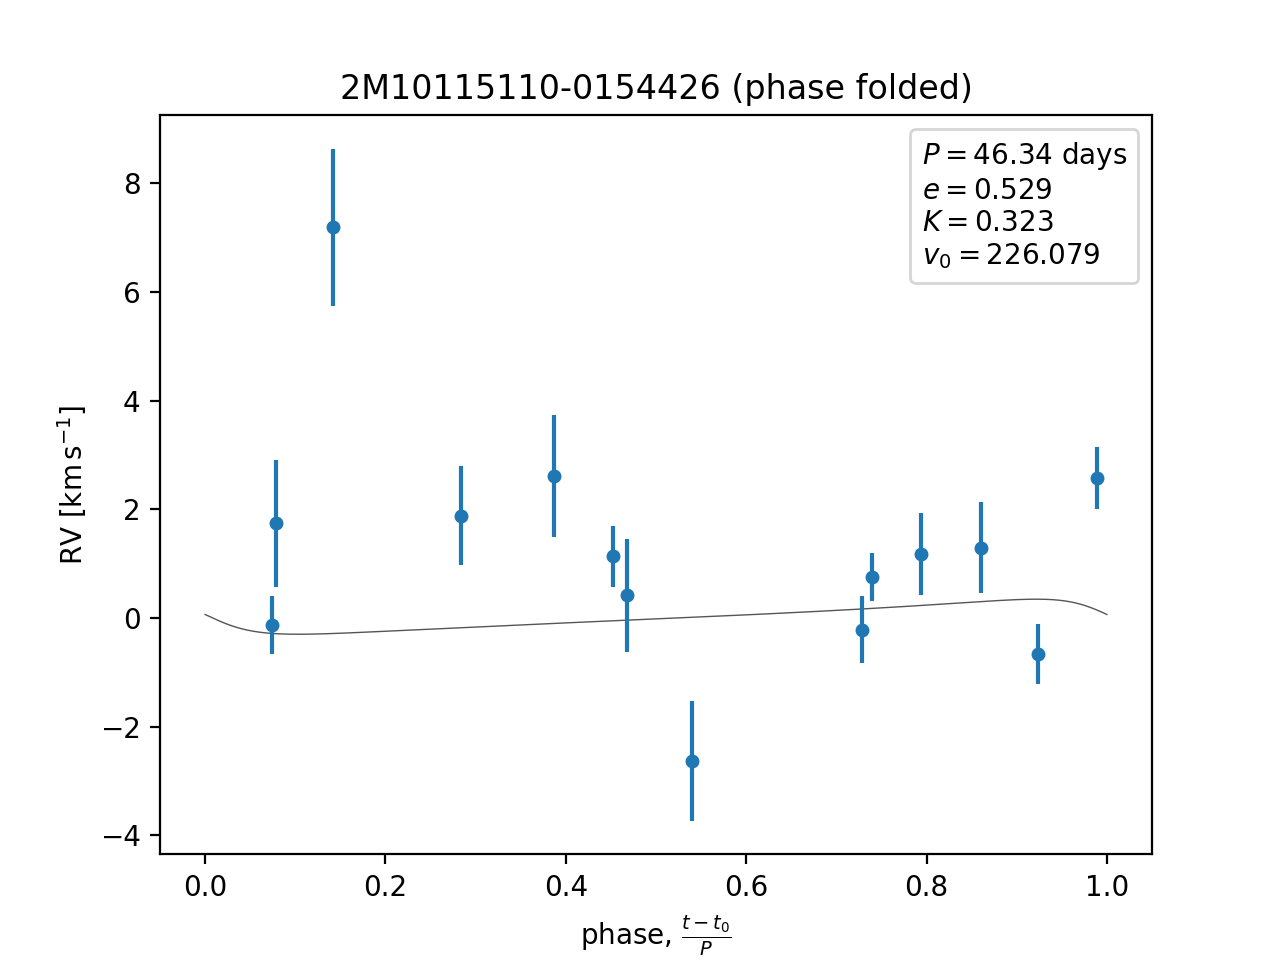 2M10115110-0154426 (phase folded)
P = 46.34 days
e = 0.529
K = 0.323
v₀ = 226.079
RV [km s⁻¹]
8
6
4
2
0
−2
−4
0.0 0.2 0.4 0.6 0.8 1.0
phase, (t − t₀)/P